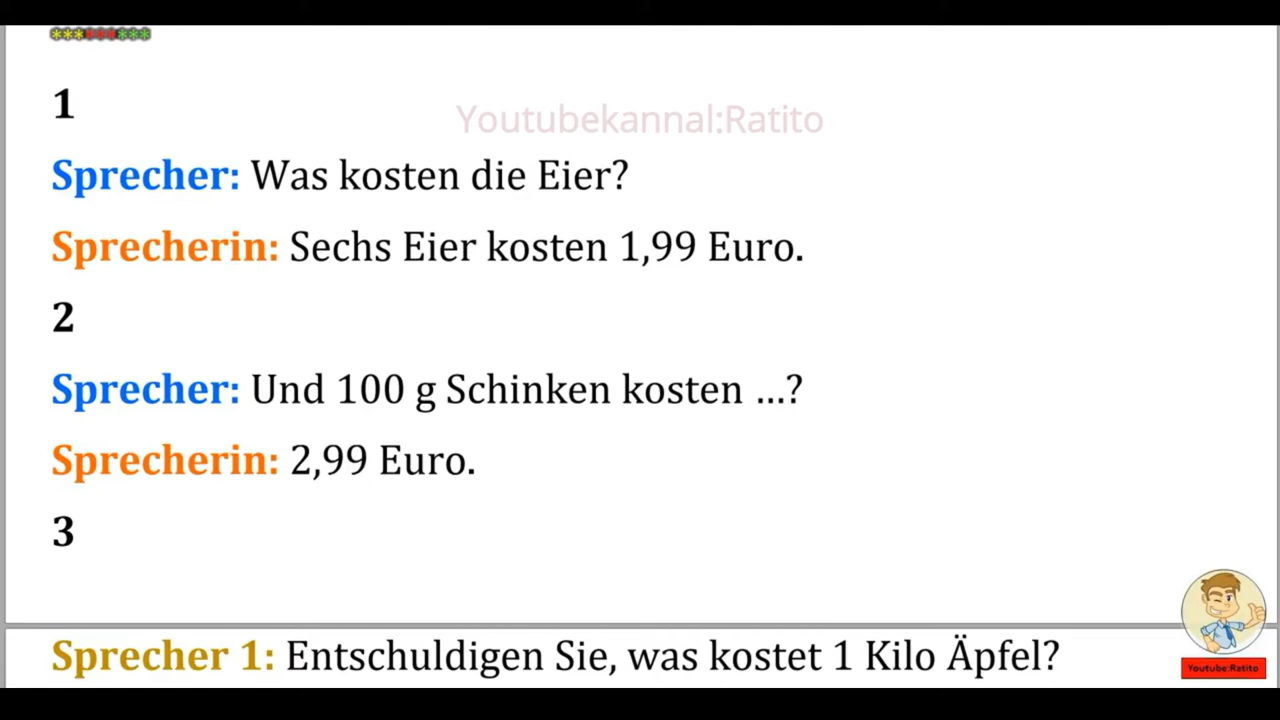 *********
1
Youtubekannal:Ratito
Sprecher: Was kosten die Eier?
Sprecherin: Sechs Eier kosten 1,99 Euro.
2
Sprecher: Und 100 g Schinken kosten ...?
Sprecherin: 2,99 Euro.
3
Sprecher 1: Entschuldigen Sie, was kostet 1 Kilo Äpfel?
Youtube:Ratito